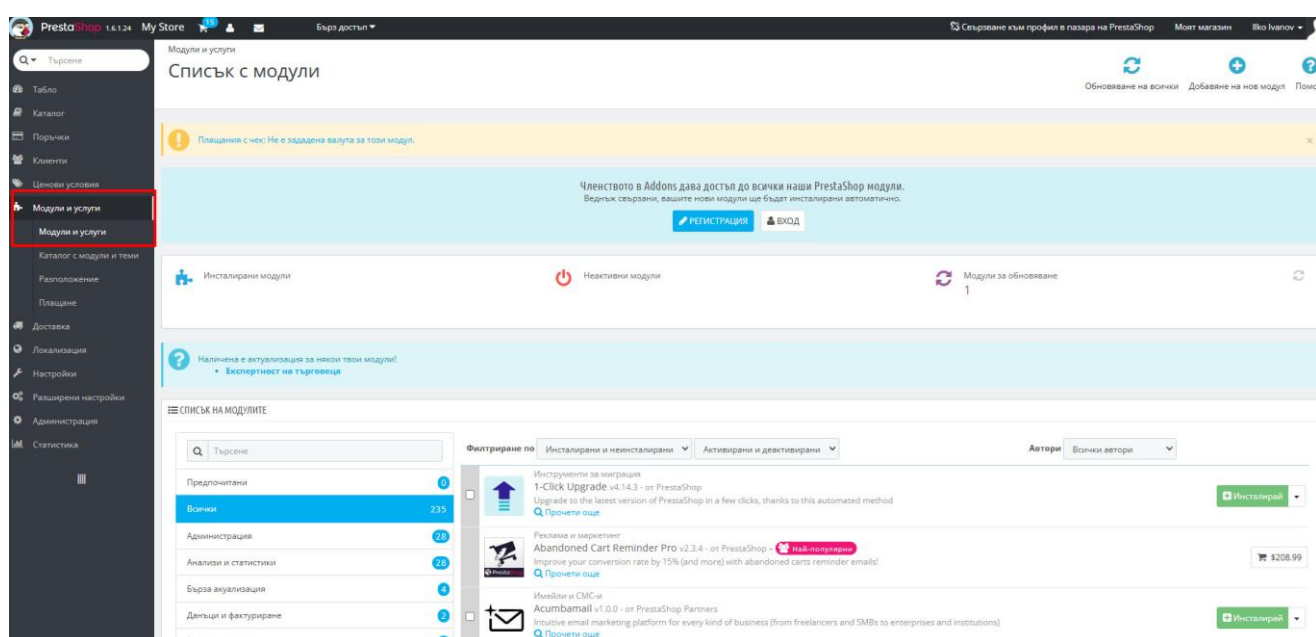 PrestaShop 1.6.1.24 My Store 15 Бърз достъп Свързване към профил в пазара на PrestaShop Моят магазин Ilko Ivanov
Търсене
Табло
Каталог
Поръчки
Клиенти
Ценови условия
Модули и услуги
Модули и услуги
Каталог с модули и теми
Разположение
Плащане
Доставка
Локализация
Настройки
Разширени настройки
Администрация
Статистика
Модули и услуги
Списък с модули
Обновяване на всички Добавяне на нов модул
Плащания с чек: Не е зададена валута за този модул.
Членството в Addons дава достъп до всички наши PrestaShop модули.
Веднъж свързани, вашите нови модули ще бъдат инсталирани автоматично.
РЕГИСТРАЦИЯ ВХОД
Инсталирани модули Неактивни модули Модули за обновяване
1
Налична е актуализация за някои твои модули!
Експертност на търговеца
СПИСЪК НА МОДУЛИТЕ
Търсене
Предпочитани 0
Всички 235
Администрация 28
Анализи и статистики 28
Бърза акуализация 4
Данъци и фактуриране 2
Филтриране по Инсталирани и неинсталирани Активирани и деактивирани Автори Всички автори
Инструменти за миграция
1-Click Upgrade v4.14.3 - от PrestaShop
Upgrade to the latest version of PrestaShop in a few clicks, thanks to this automated method
Прочети още
Инсталирай
Реклама и маркетинг
Abandoned Cart Reminder Pro v2.3.4 - от PrestaShop - Най-популярни
Improve your conversion rate by 15% (and more) with abandoned carts reminder emails!
Прочети още
$208.99
Имейли и СМС-и
Acumbamail v1.0.0 - от PrestaShop Partners
Intuitive email marketing platform for every kind of business (from freelancers and SMBs to enterprises and institutions)
Прочети още
Инсталирай